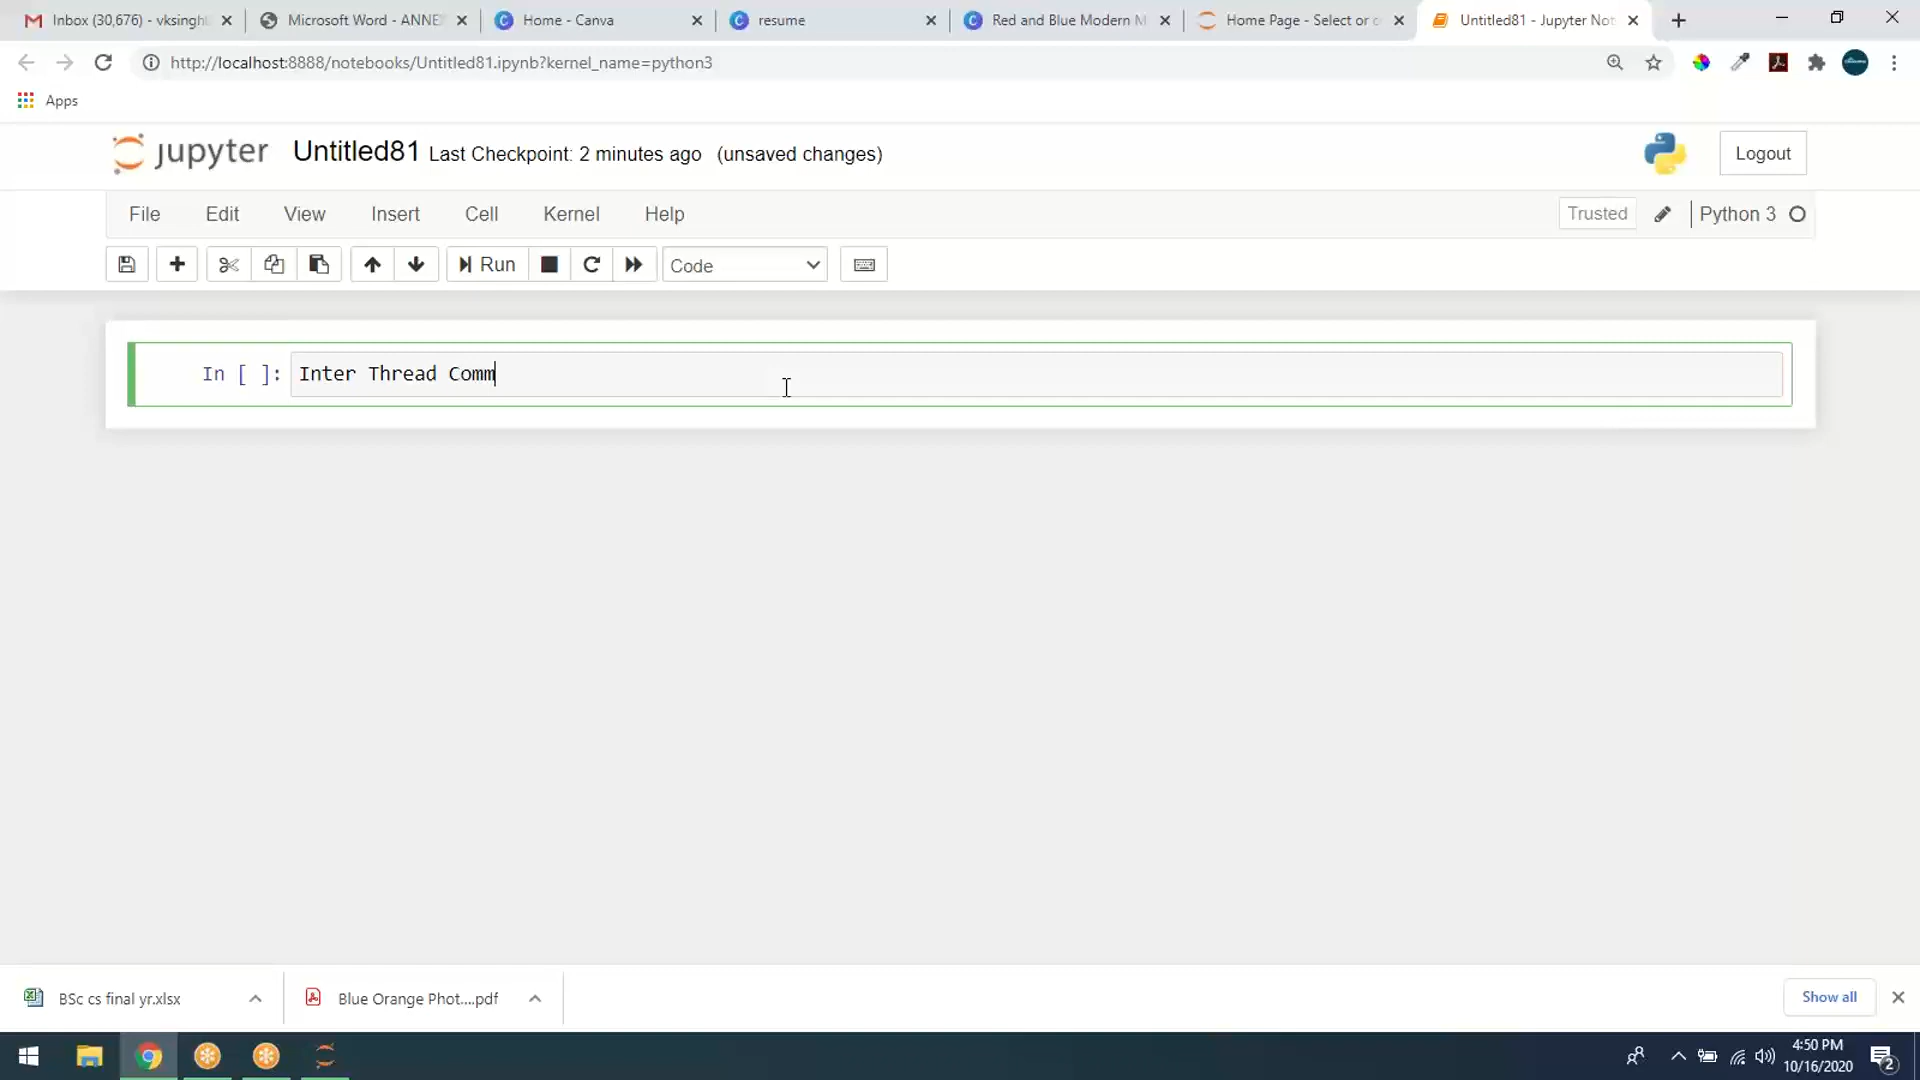 Inbox (30,676) - vksingh
Microsoft Word - ANNE
Home - Canva
resume
Red and Blue Modern
Home Page - Select or
Untitled81 - Jupyter Not
http://localhost:8888/notebooks/Untitled81.ipynb?kernel_name=python3
Apps
jupyter Untitled81 Last Checkpoint: 2 minutes ago (unsaved changes)
Logout
File Edit View Insert Cell Kernel Help
Trusted
Python 3
Run
Code
In [ ]: Inter Thread Comm
BSc cs final yr.xlsx
Blue Orange Phot....pdf
Show all
4:50 PM
10/16/2020
2